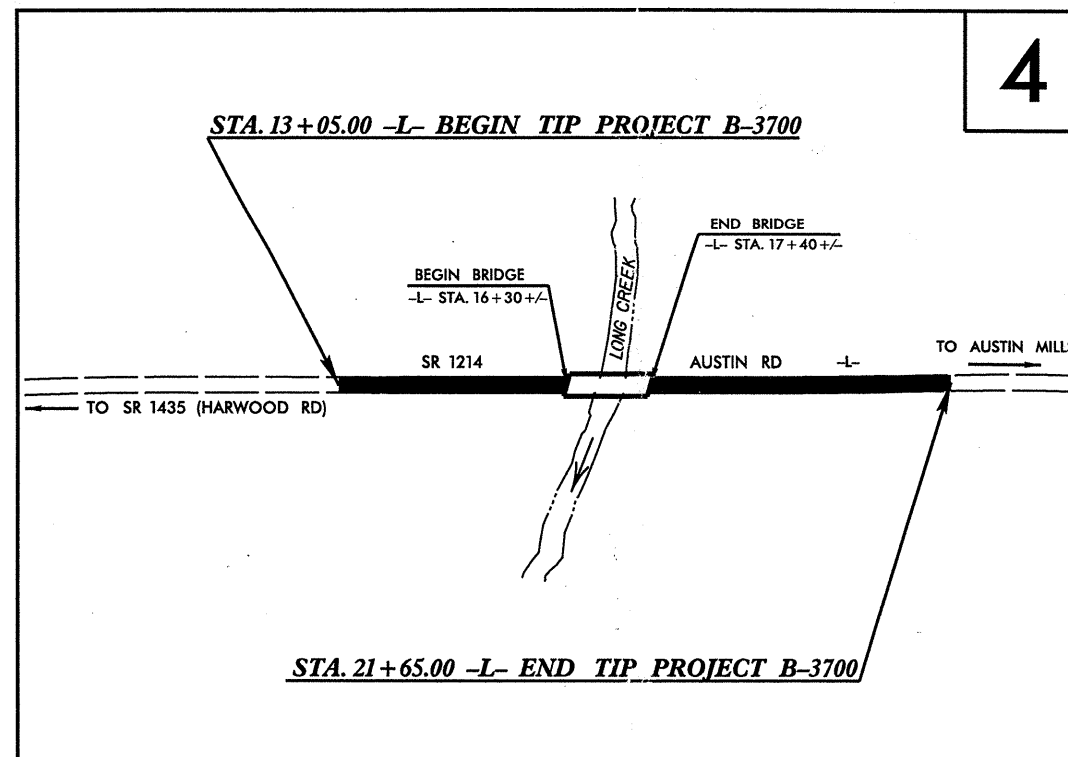 4
STA. 13+05.00 –L– BEGIN TIP PROJECT B–3700
END BRIDGE
–L– STA. 17+40+/–
BEGIN BRIDGE
–L– STA. 16+30+/–
LONG CREEK
SR 1214
AUSTIN RD –L–
TO AUSTIN MILLS
TO SR 1435 (HARWOOD RD)
STA. 21+65.00 –L– END TIP PROJECT B–3700